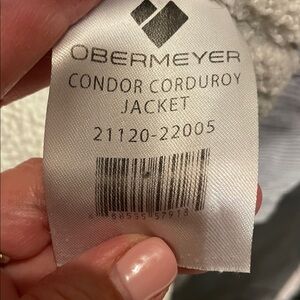 OBERMEYER
CONDOR CORDUROY
JACKET
21120-22005